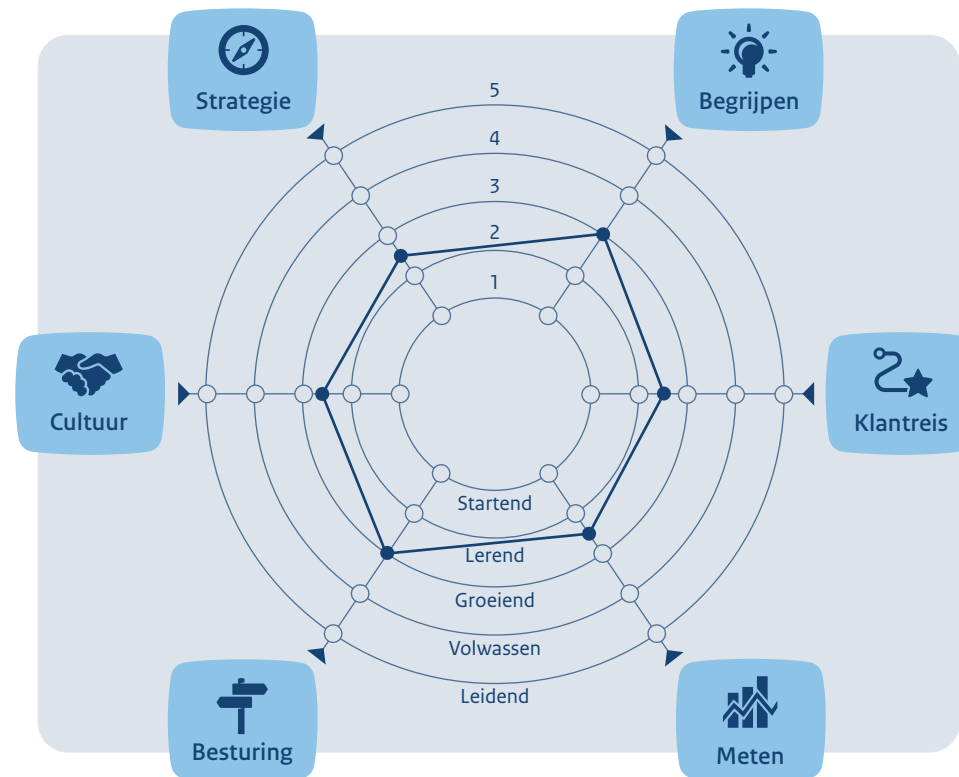 Strategie
Begrijpen
5
4
3
2
1
Cultuur
Klantreis
Startend
Lerend
Groeiend
Volwassen
Leidend
Besturing
Meten